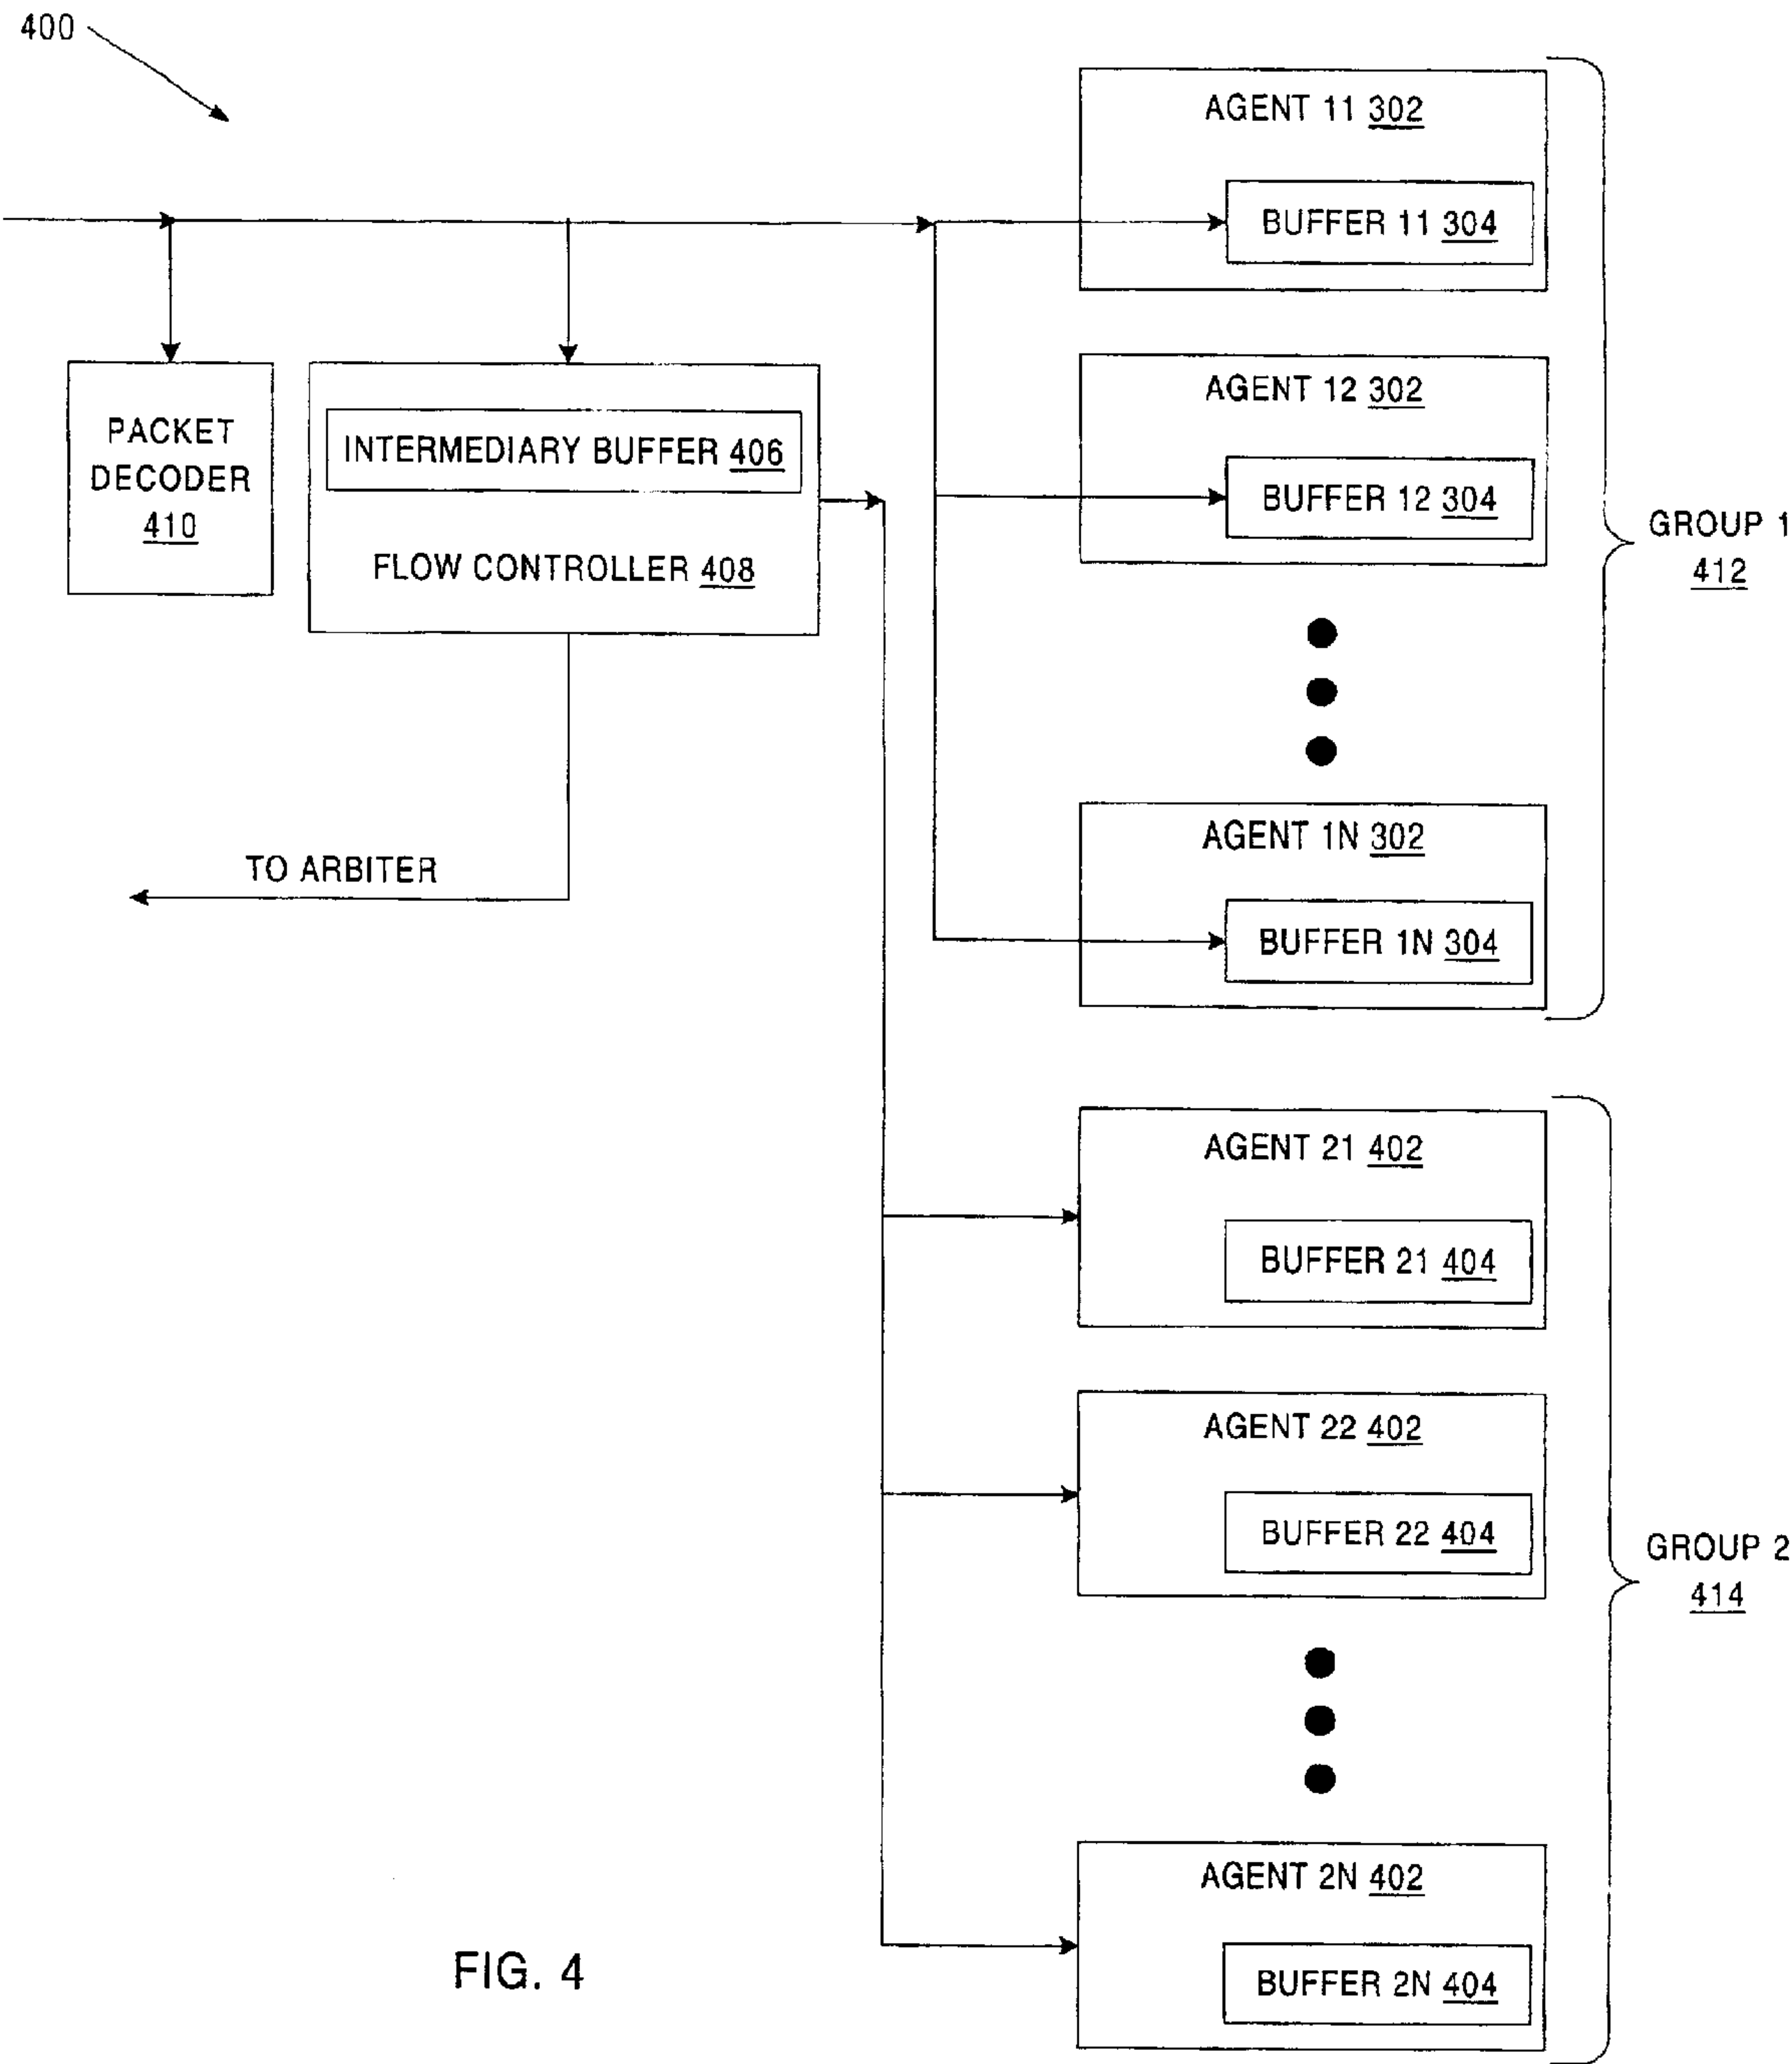 400
AGENT 11 302
BUFFER 11 304
AGENT 12 302
BUFFER 12 304
AGENT 1N 302
BUFFER 1N 304
GROUP 1
412
PACKET
DECODER
410
INTERMEDIARY BUFFER 406
FLOW CONTROLLER 408
TO ARBITER
AGENT 21 402
BUFFER 21 404
AGENT 22 402
BUFFER 22 404
AGENT 2N 402
BUFFER 2N 404
GROUP 2
414
FIG. 4